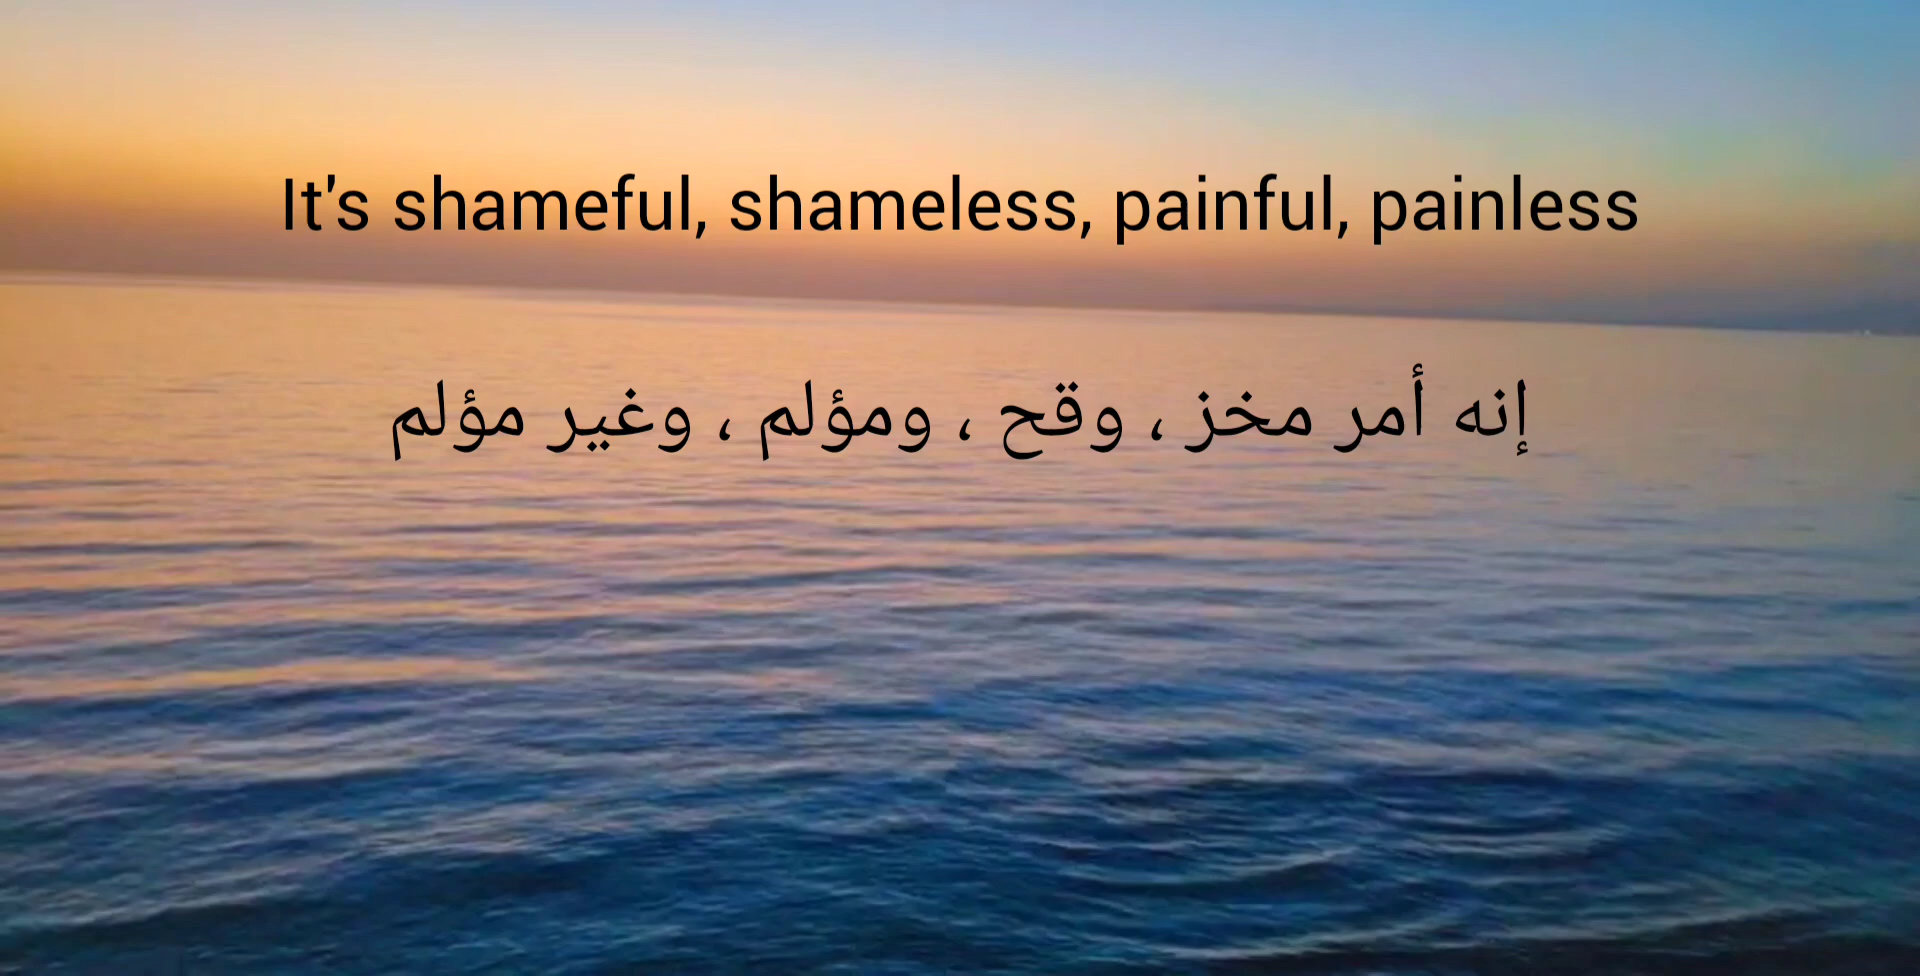 It's shameful, shameless, painful, painless
إنه أمر مخز ، وقح ، ومؤلم ، وغير مؤلم